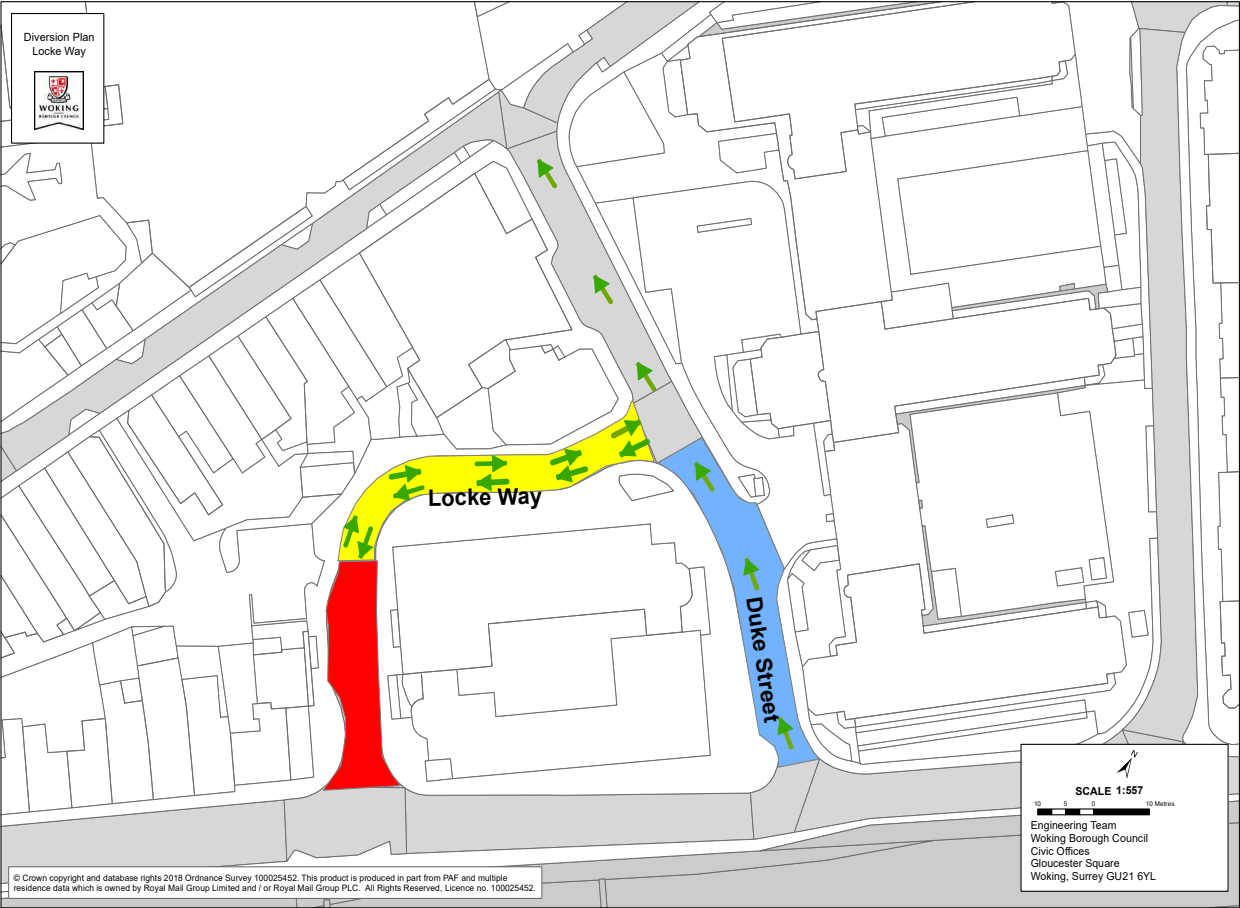 Diversion Plan
Locke Way
WOKING
BOROUGH COUNCIL
Locke Way
Duke Street
N
SCALE 1:557
10 5 0 10 Metres
Engineering Team
Woking Borough Council
Civic Offices
Gloucester Square
Woking, Surrey GU21 6YL
© Crown copyright and database rights 2018 Ordnance Survey 100025452. This product is produced in part from PAF and multiple
residence data which is owned by Royal Mail Group Limited and / or Royal Mail Group PLC. All Rights Reserved, Licence no. 100025452.